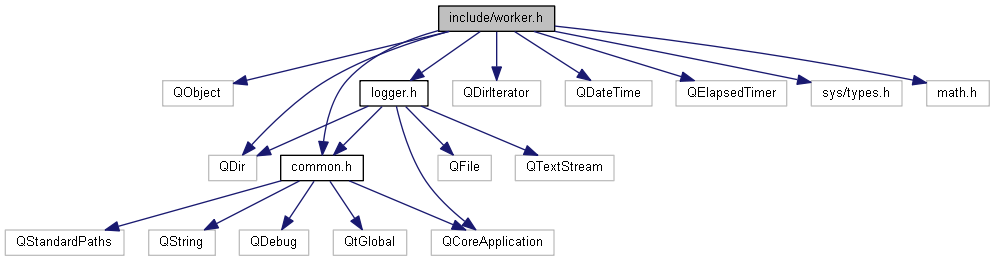 include/worker.h
QObject
logger.h
QDirIterator
QDateTime
QElapsedTimer
sys/types.h
math.h
QDir
common.h
QFile
QTextStream
QStandardPaths
QString
QDebug
QtGlobal
QCoreApplication